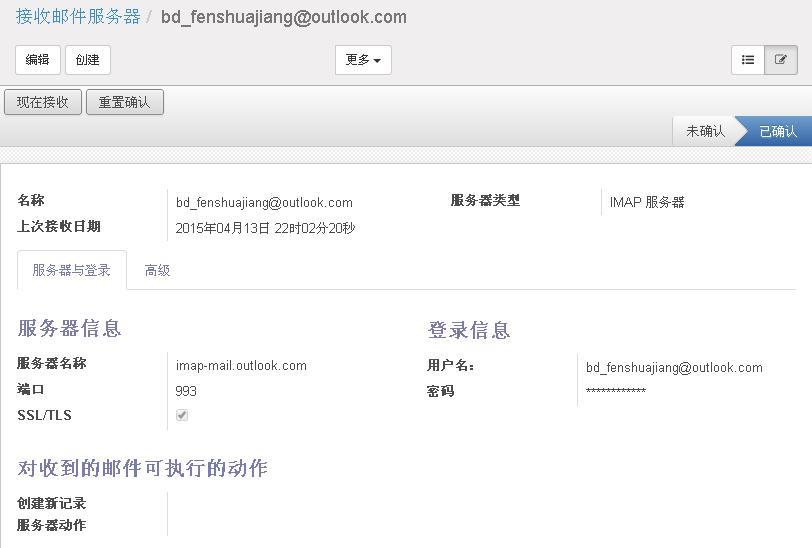 接收邮件服务器 / bd_fenshuajiang@outlook.com
编辑 创建 更多
现在接收 重置确认
未确认 已确认
名称 bd_fenshuajiang@outlook.com 服务器类型 IMAP 服务器
上次接收日期 2015年04月13日 22时02分20秒
服务器与登录 高级
服务器信息 登录信息
服务器名称 imap-mail.outlook.com 用户名: bd_fenshuajiang@outlook.com
端口 993 密码 ************
SSL/TLS
对收到的邮件可执行的动作
创建新记录
服务器动作